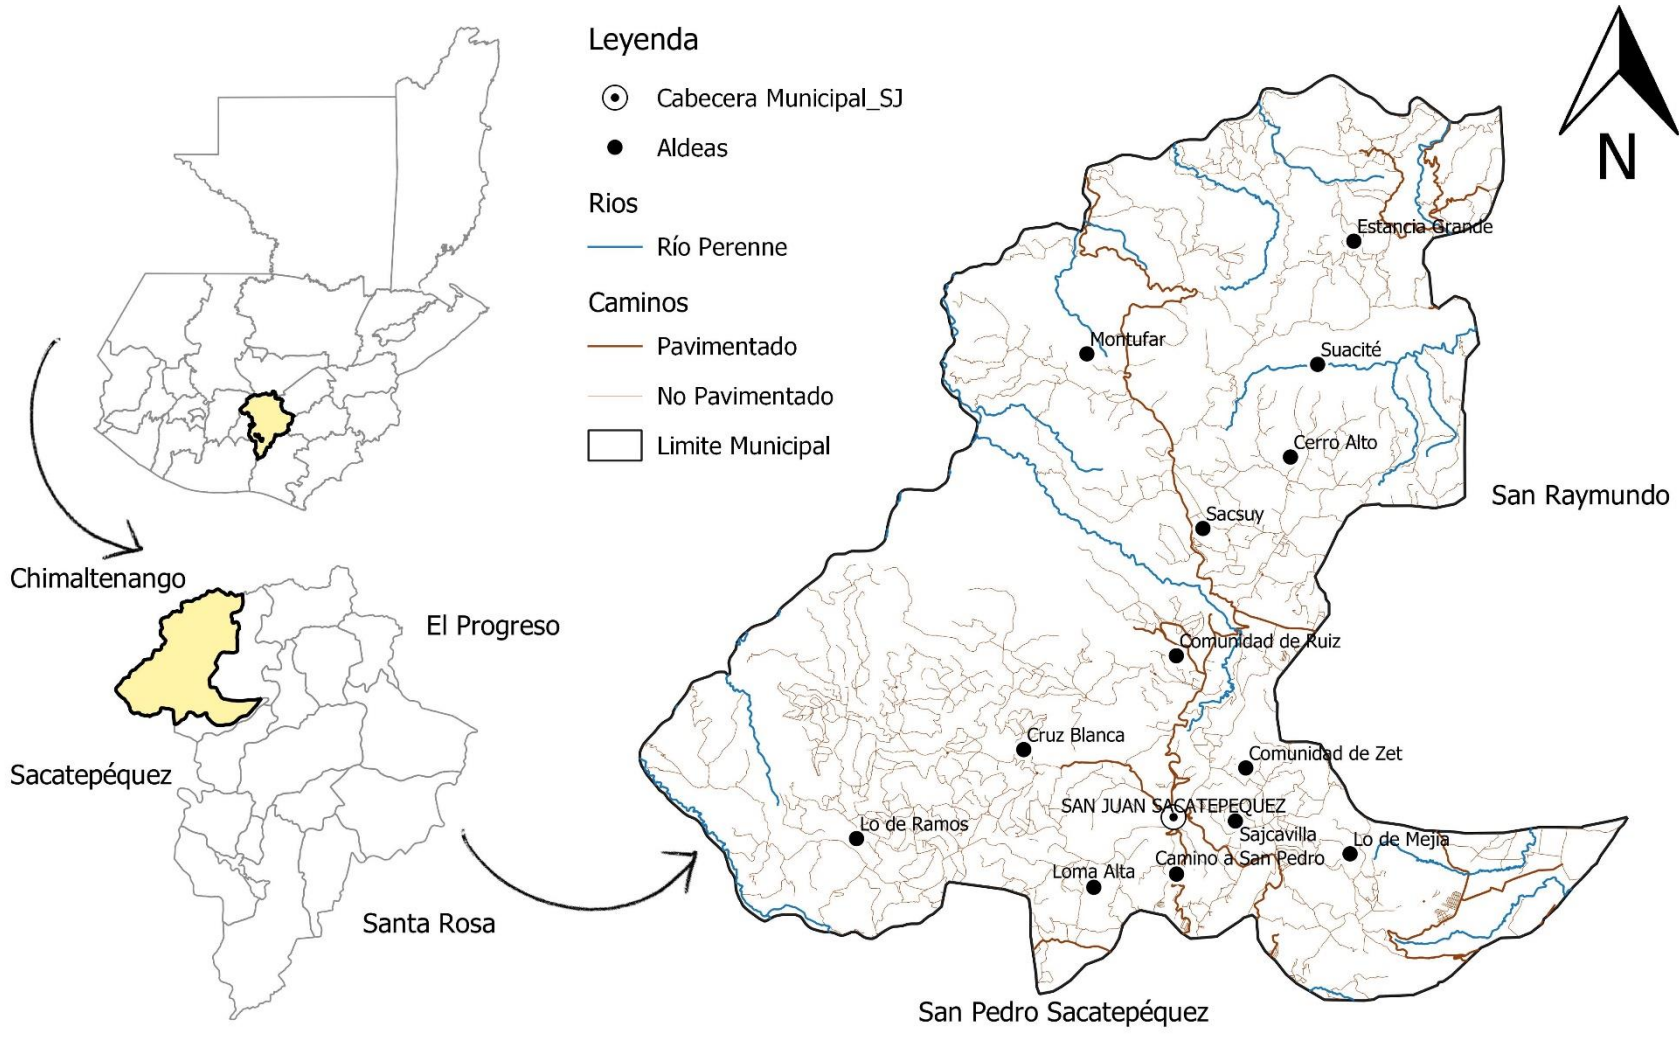 Leyenda
Cabecera Municipal_SJ
Aldeas
Rios
Río Perenne
Caminos
Pavimentado
No Pavimentado
Limite Municipal
N
Chimaltenango
El Progreso
Sacatepéquez
Santa Rosa
Estancia Grande
Montufar
Suacité
Cerro Alto
San Raymundo
Sacsuy
Comunidad de Ruiz
Cruz Blanca
Comunidad de Zet
SAN JUAN SACATEPEQUEZ
Lo de Ramos
Sajcavilla
Lo de Mejia
Camino a San Pedro
Loma Alta
San Pedro Sacatepéquez